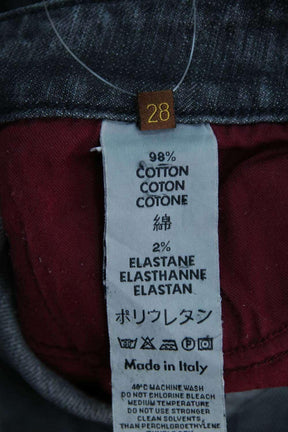 28
98%
COTTON
COTON
COTONE
綿
2%
ELASTANE
ELASTHANNE
ELASTAN
ポリウレタン
Made in Italy
40°C MACHINE WASH
DO NOT CHLORINE BLEACH
MEDIUM TEMPERATURE
DO NOT USE STRONGER
CLEAN SOLVENTS,
THAN PERCHLOROETHYLENE